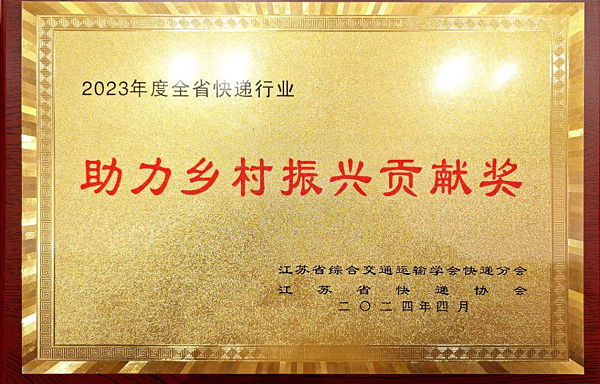 2023年度全省快递行业
助力乡村振兴贡献奖
江苏省综合交通运输学会快递分会
江苏省快递协会
二〇二四年四月